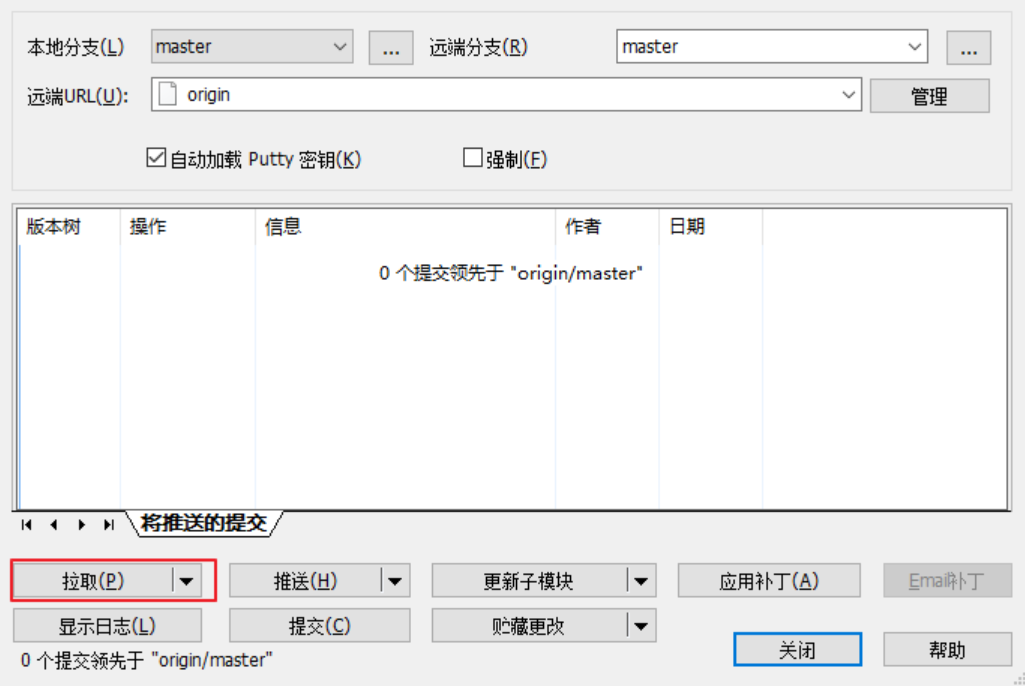 本地分支(L) master ... 远端分支(R) master ...
远端URL(U): origin 管理
自动加载 Putty 密钥(K) 强制(F)
版本树 操作 信息 作者 日期
0 个提交领先于 "origin/master"
将推送的提交
拉取(P) 推送(H) 更新子模块 应用补丁(A) Email补丁
显示日志(L) 提交(C) 贮藏更改
0 个提交领先于 "origin/master"
关闭 帮助